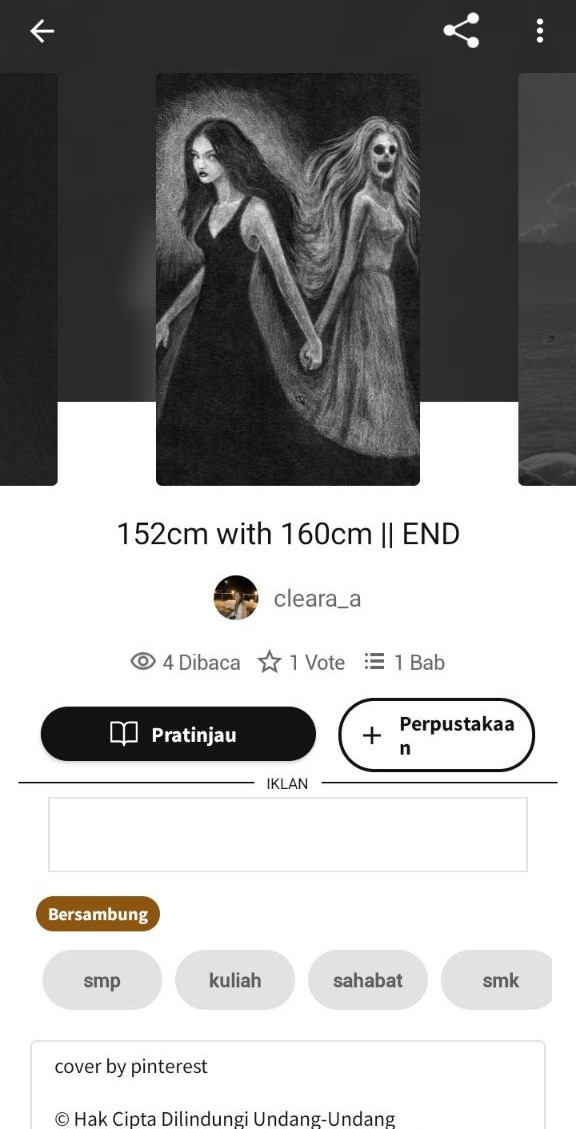 152cm with 160cm || END
cleara_a
4 Dibaca 1 Vote 1 Bab
Pratinjau
Perpustakaa
n
IKLAN
Bersambung
smp kuliah sahabat smk
cover by pinterest
© Hak Cipta Dilindungi Undang-Undang